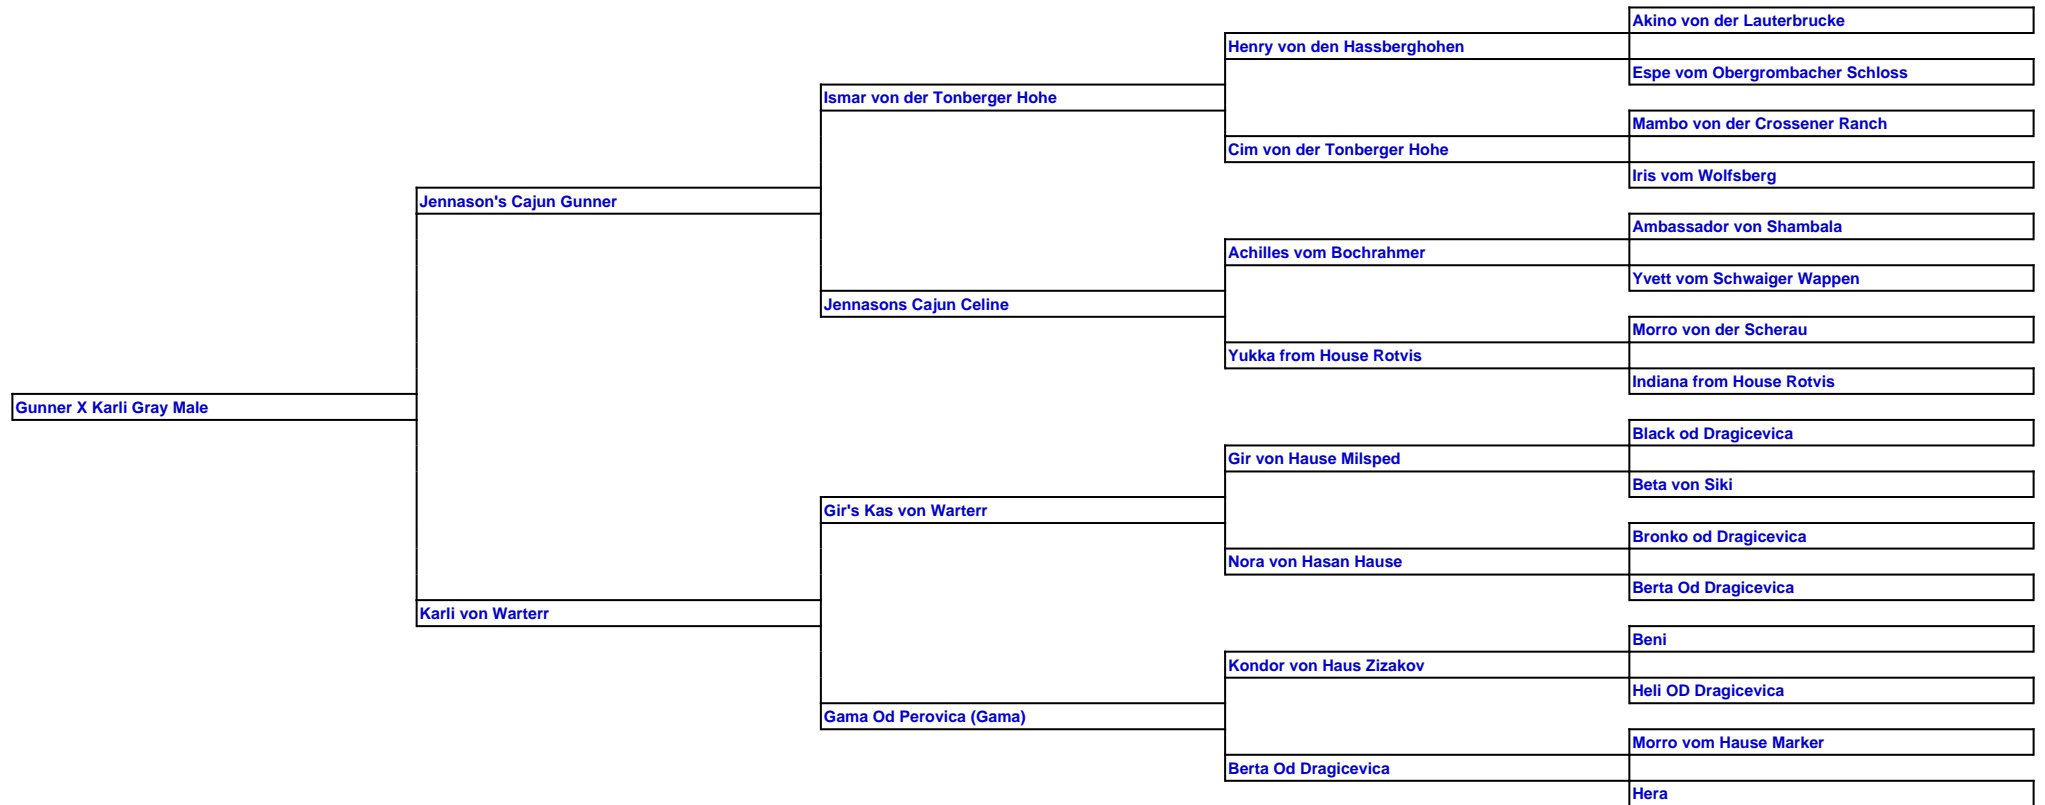 Akino von der Lauterbrucke
Henry von den Hassberghohen
Espe vom Obergrombacher Schloss
Ismar von der Tonberger Hohe
Mambo von der Crossener Ranch
Cim von der Tonberger Hohe
Iris vom Wolfsberg
Jennason's Cajun Gunner
Ambassador von Shambala
Achilles vom Bochrahmer
Yvett vom Schwaiger Wappen
Jennasons Cajun Celine
Morro von der Scherau
Yukka from House Rotvis
Indiana from House Rotvis
Gunner X Karli Gray Male
Black od Dragicevica
Gir von Hause Milsped
Beta von Siki
Gir's Kas von Warterr
Bronko od Dragicevica
Nora von Hasan Hause
Berta Od Dragicevica
Karli von Warterr
Beni
Kondor von Haus Zizakov
Heli OD Dragicevica
Gama Od Perovica (Gama)
Morro vom Hause Marker
Berta Od Dragicevica
Hera